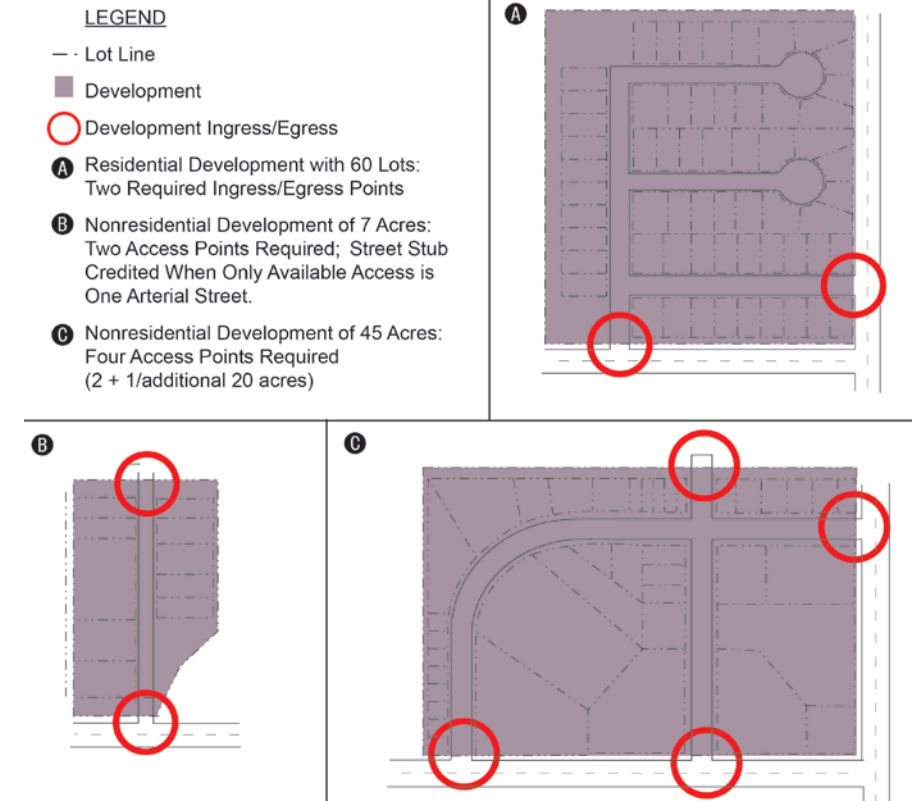 LEGEND
Lot Line
Development
Development Ingress/Egress
A Residential Development with 60 Lots:
Two Required Ingress/Egress Points
B Nonresidential Development of 7 Acres:
Two Access Points Required; Street Stub
Credited When Only Available Access is
One Arterial Street.
C Nonresidential Development of 45 Acres:
Four Access Points Required
(2 + 1/additional 20 acres)
A
B
C